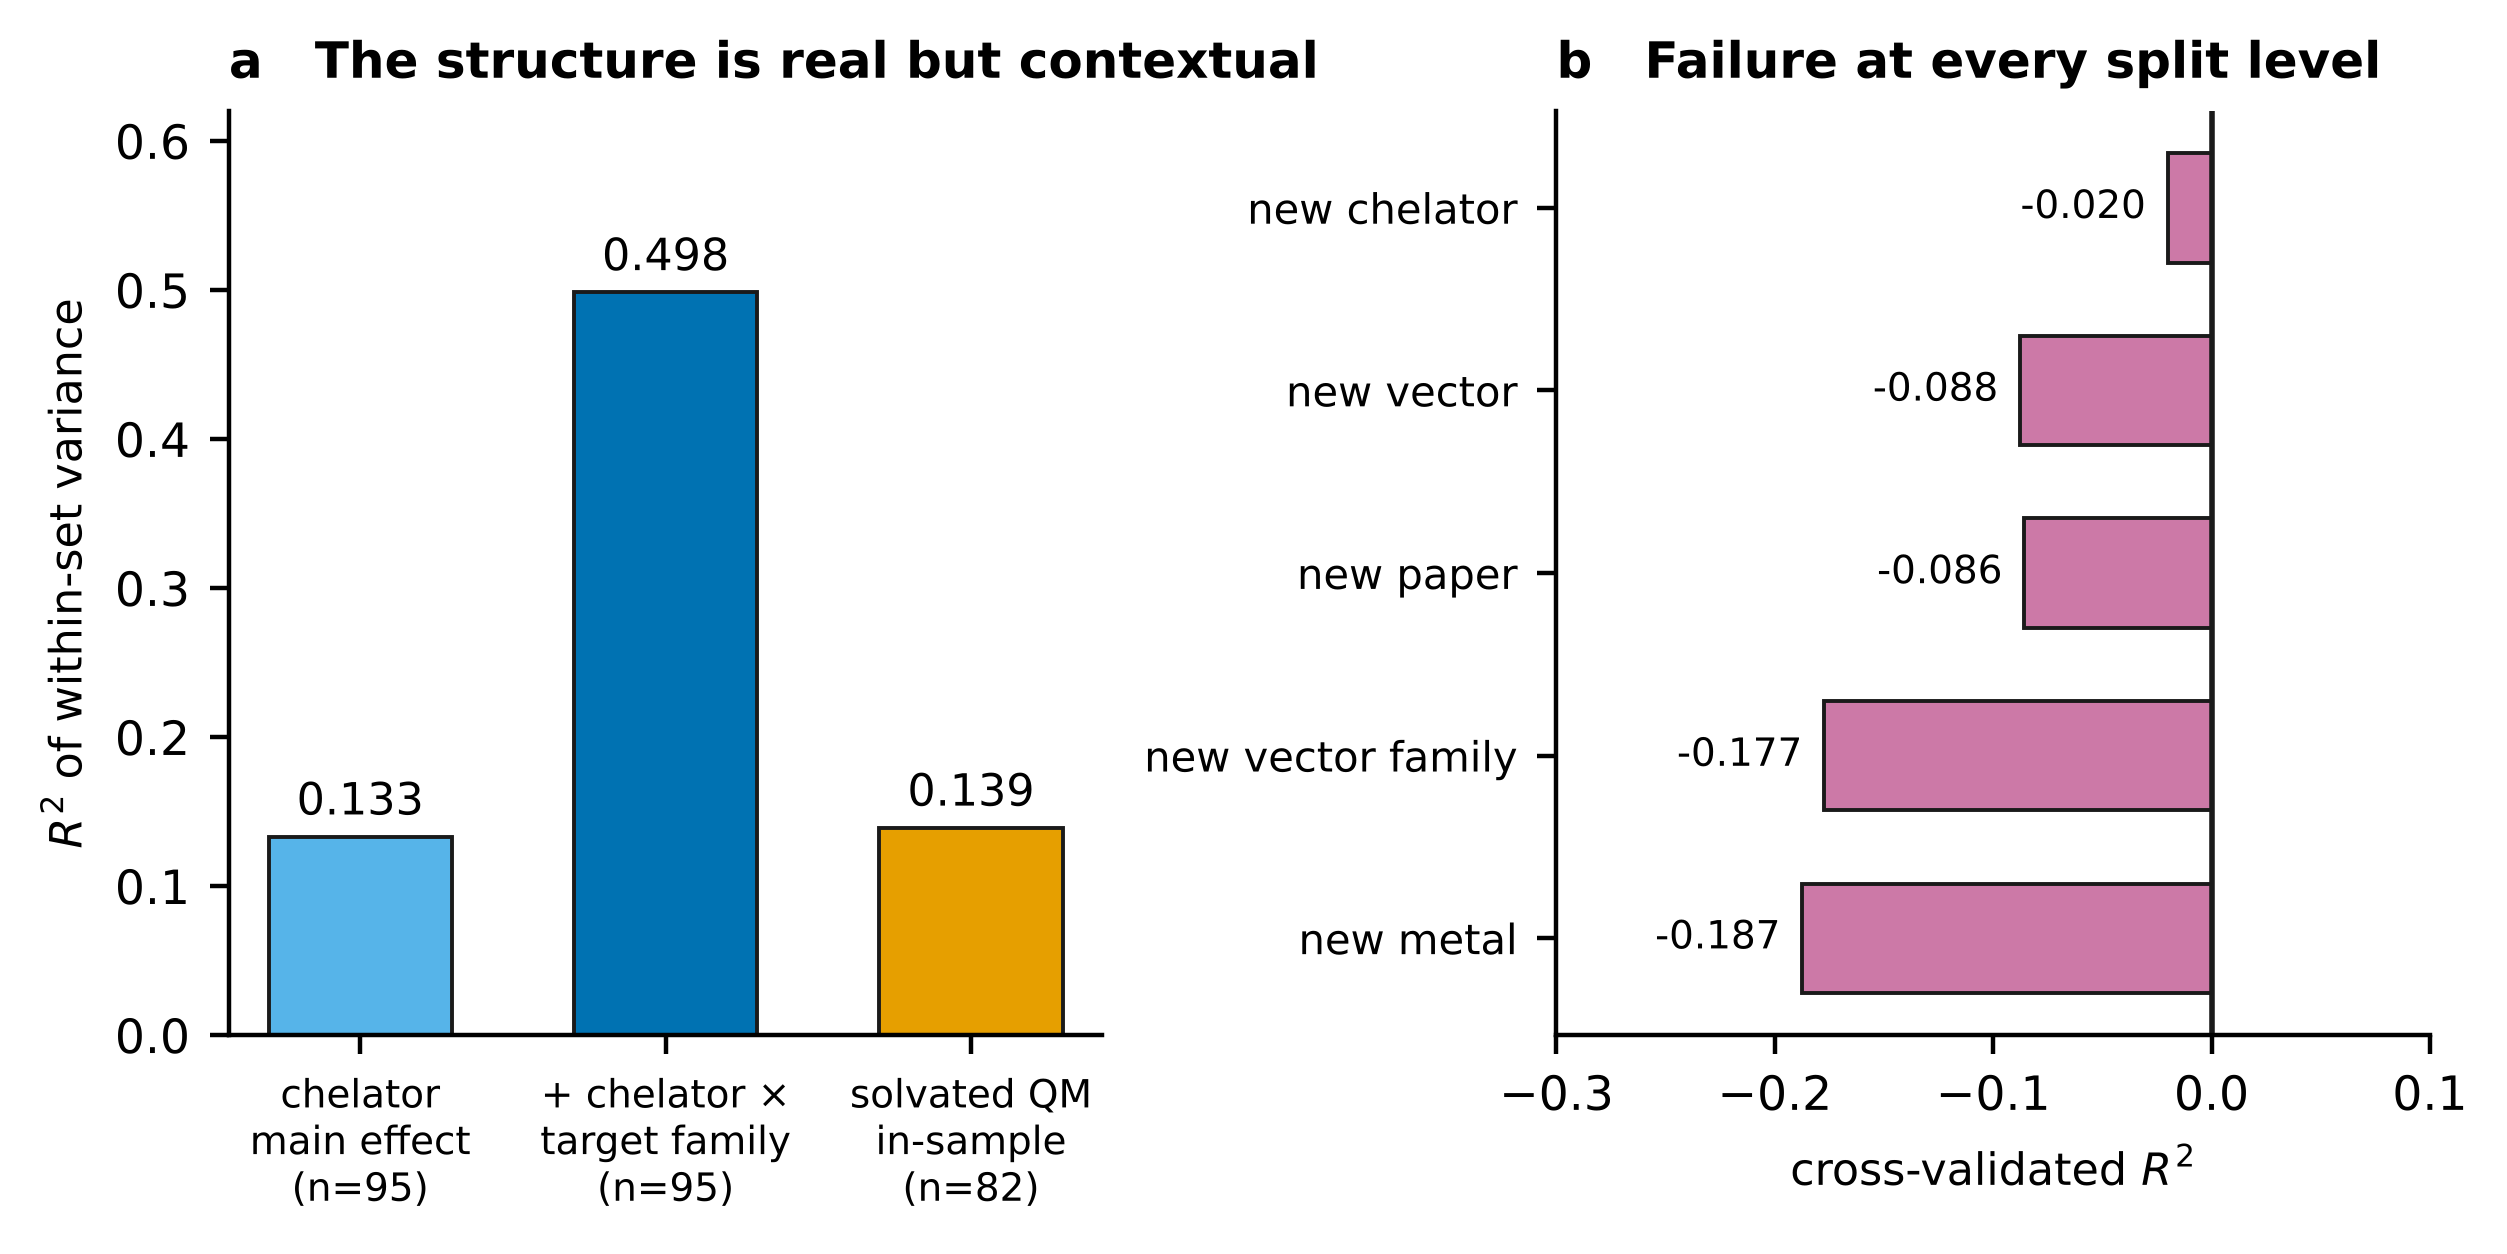 a The structure is real but contextual
R² of within-set variance
0.6
0.5
0.4
0.3
0.2
0.1
0.0
0.133
0.498
0.139
chelator
main effect
(n=95)
+ chelator ×
target family
(n=95)
solvated QM
in-sample
(n=82)
b Failure at every split level
new chelator
new vector
new paper
new vector family
new metal
-0.020
-0.088
-0.086
-0.177
-0.187
−0.3
−0.2
−0.1
0.0
0.1
cross-validated R²